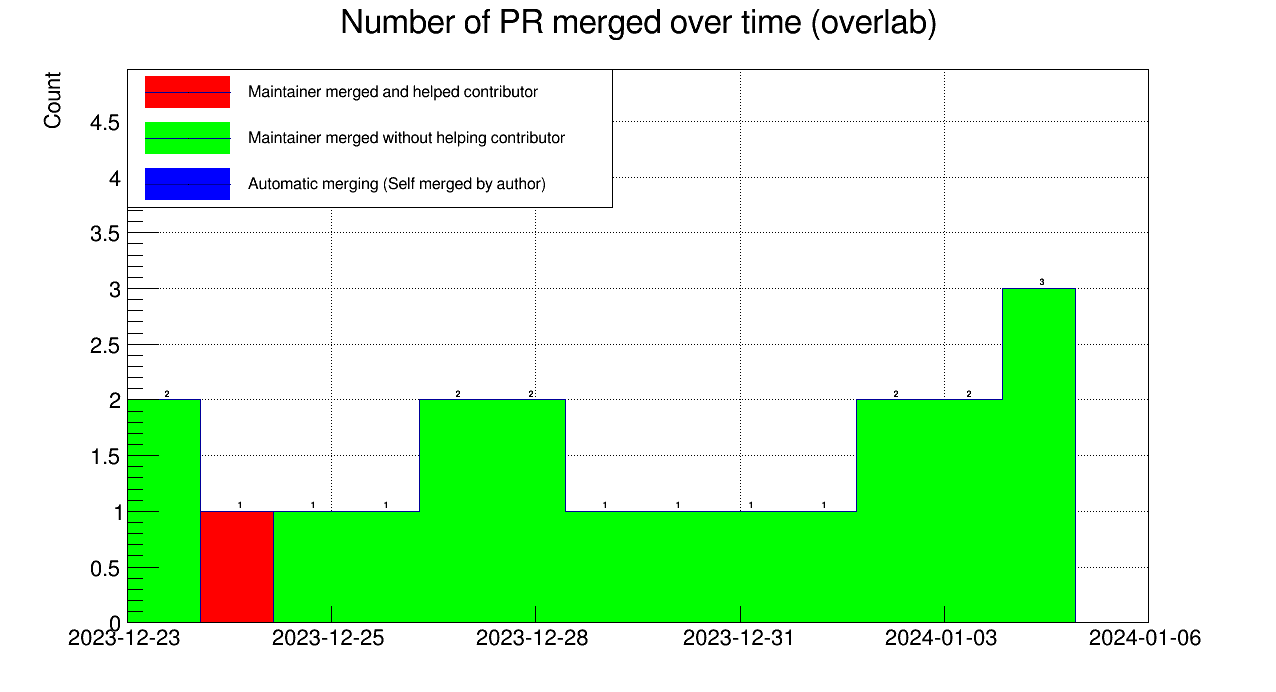 Number of PR merged over time (overlab)
Count
Maintainer merged and helped contributor
Maintainer merged without helping contributor
Automatic merging (Self merged by author)
4.5
4
3.5
3
2.5
2
1.5
1
0.5
0
2 1 1 1 2 2 1 1 1 1 2 2 3
2023-12-23 2023-12-25 2023-12-28 2023-12-31 2024-01-03 2024-01-06